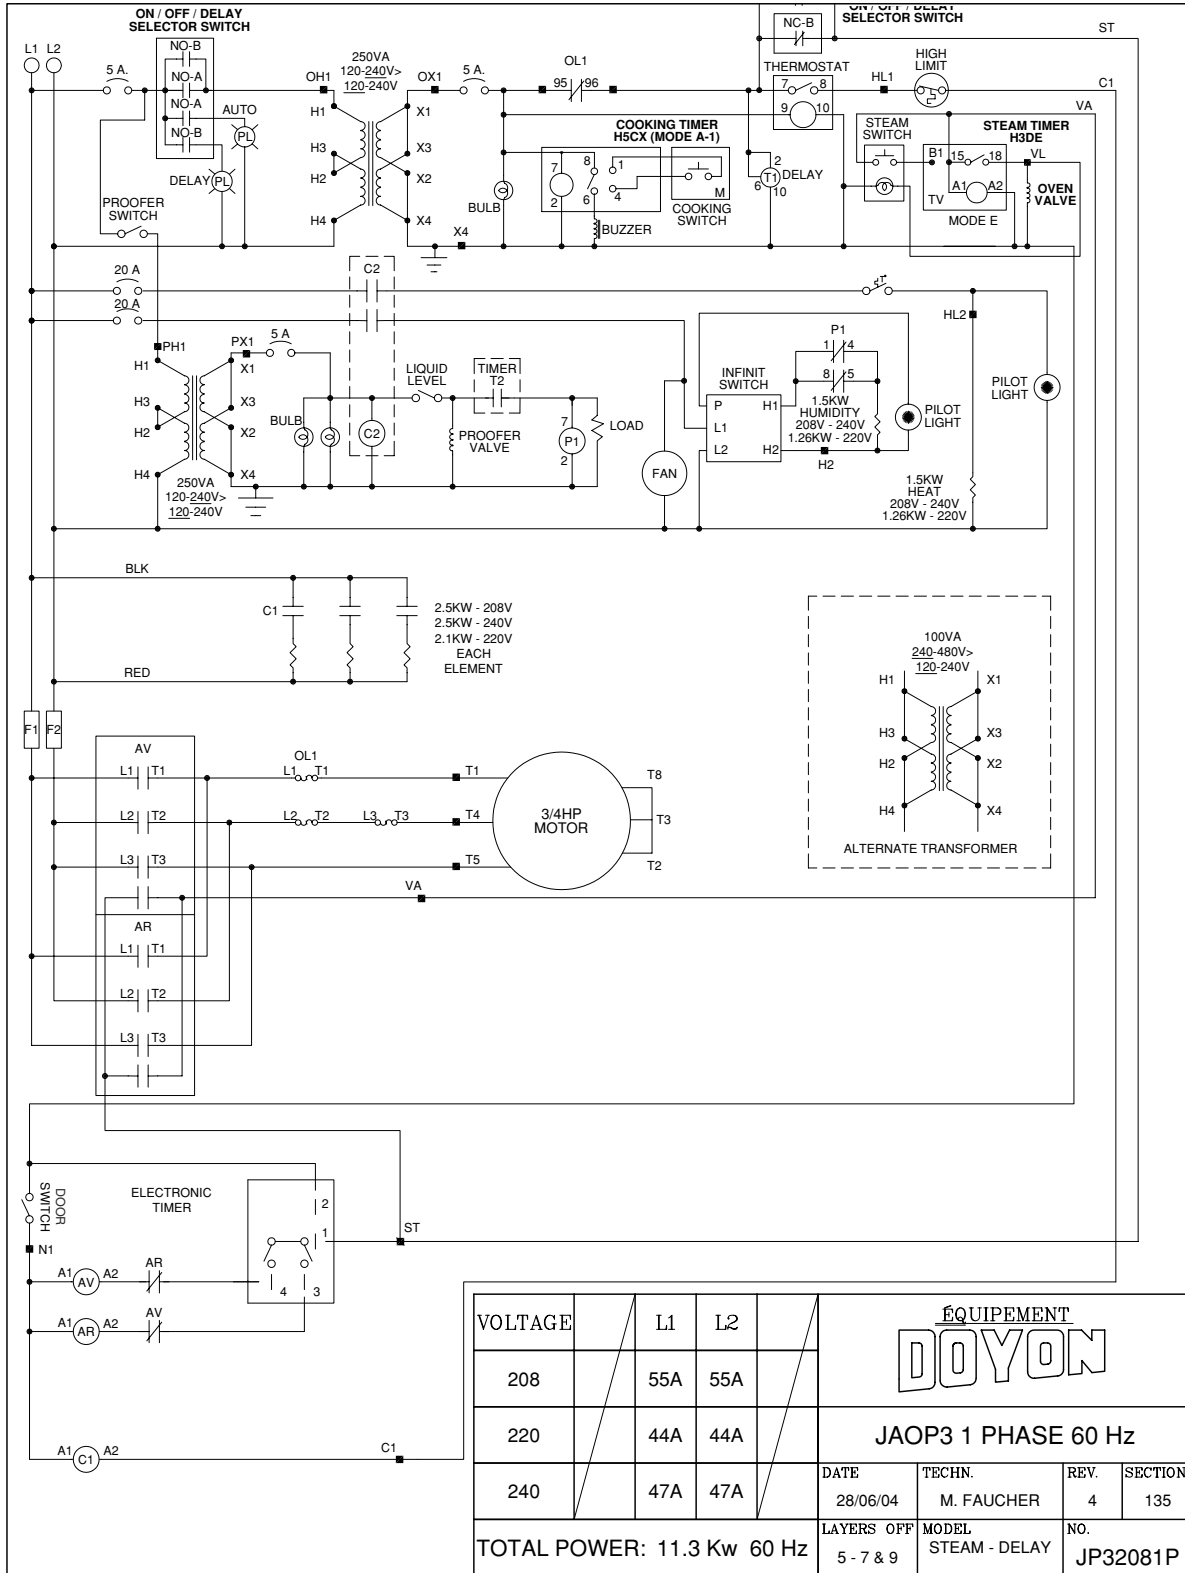 ON / OFF / DELAY
SELECTOR SWITCH
ON / OFF / DELAY
SELECTOR SWITCH
NC-B
ST
L1 L2
NO-B
5 A.
NO-A
NO-A
NO-B
AUTO
PL
DELAY
PL
PROOFER
SWITCH
250VA
120-240V>
120-240V
OH1
OX1
H1
H3
H2
H4
X1
X3
X2
X4
5 A.
OL1
95 96
THERMOSTAT
7 8
9 10
HL1
HIGH
LIMIT
C1
VA
BULB
X4
COOKING TIMER
H5CX (MODE A-1)
7
2
8
6
1
4
M
COOKING
SWITCH
BUZZER
2
T1
6
10
DELAY
STEAM
SWITCH
STEAM TIMER
H3DE
B1
15 18
VL
A1 A2
TV
MODE E
OVEN
VALVE
20 A
20 A
C2
HL2
PH1
PX1
5 A
H1
H3
H2
H4
X1
X3
X2
X4
250VA
120-240V>
120-240V
BULB
C2
LIQUID
LEVEL
TIMER
T2
PROOFER
VALVE
7
P1
2
LOAD
FAN
INFINIT
SWITCH
P
L1
L2
H1
H2
P1
1 4
8 5
1.5KW
HUMIDITY
208V - 240V
1.26KW - 220V
H2
PILOT
LIGHT
PILOT
LIGHT
1.5KW
HEAT
208V - 240V
1.26KW - 220V
BLK
C1
2.5KW - 208V
2.5KW - 240V
2.1KW - 220V
EACH
ELEMENT
RED
100VA
240-480V>
120-240V
H1
H3
H2
H4
X1
X3
X2
X4
ALTERNATE TRANSFORMER
F1 F2
AV
L1 T1
L2 T2
L3 T3
OL1
L1 T1
L2 T2
L3 T3
T1
T4
T5
3/4HP
MOTOR
T8
T3
T2
VA
AR
L1 T1
L2 T2
L3 T3
DOOR
SWITCH
ELECTRONIC
TIMER
2
1
4
3
ST
N1
A1 AV A2
AR
A1 AR A2
AV
A1 C1 A2
C1
VOLTAGE L1 L2
208 55A 55A
220 44A 44A
240 47A 47A
TOTAL POWER: 11.3 Kw 60 Hz
ÉQUIPEMENT
DOYON
JAOP3 1 PHASE 60 Hz
DATE TECHN. REV. SECTION
28/06/04 M. FAUCHER 4 135
LAYERS OFF MODEL NO.
5 - 7 & 9 STEAM - DELAY JP32081P